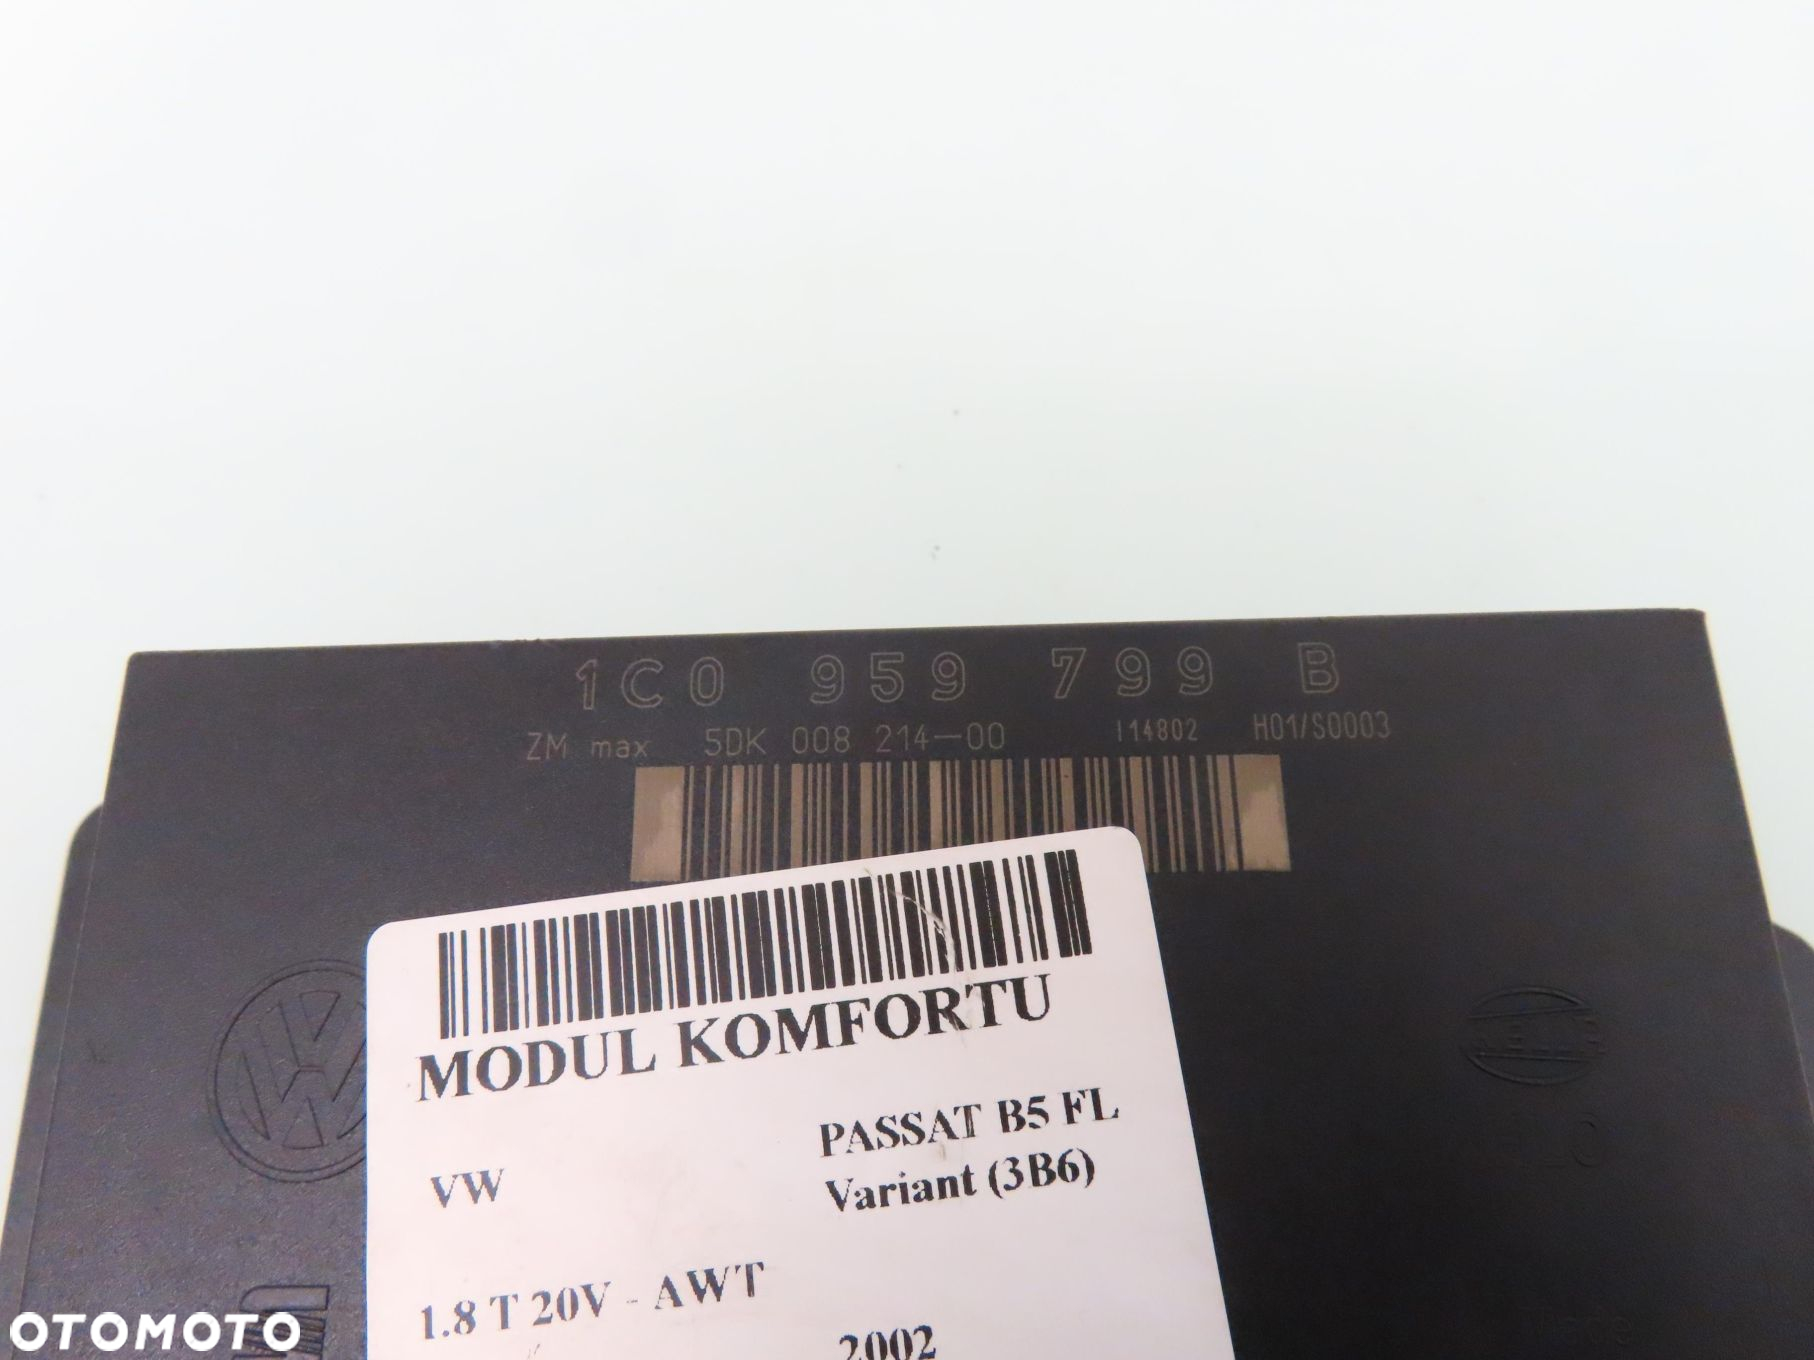 1C0 959 799 B
ZM max 5DK 008 214-00 114802 H01/S0003
MODUL KOMFORTU
VW
PASSAT B5 FL
Variant (3B6)
1.8 T 20V - AWT
2002
HELLA
OTOMOTO